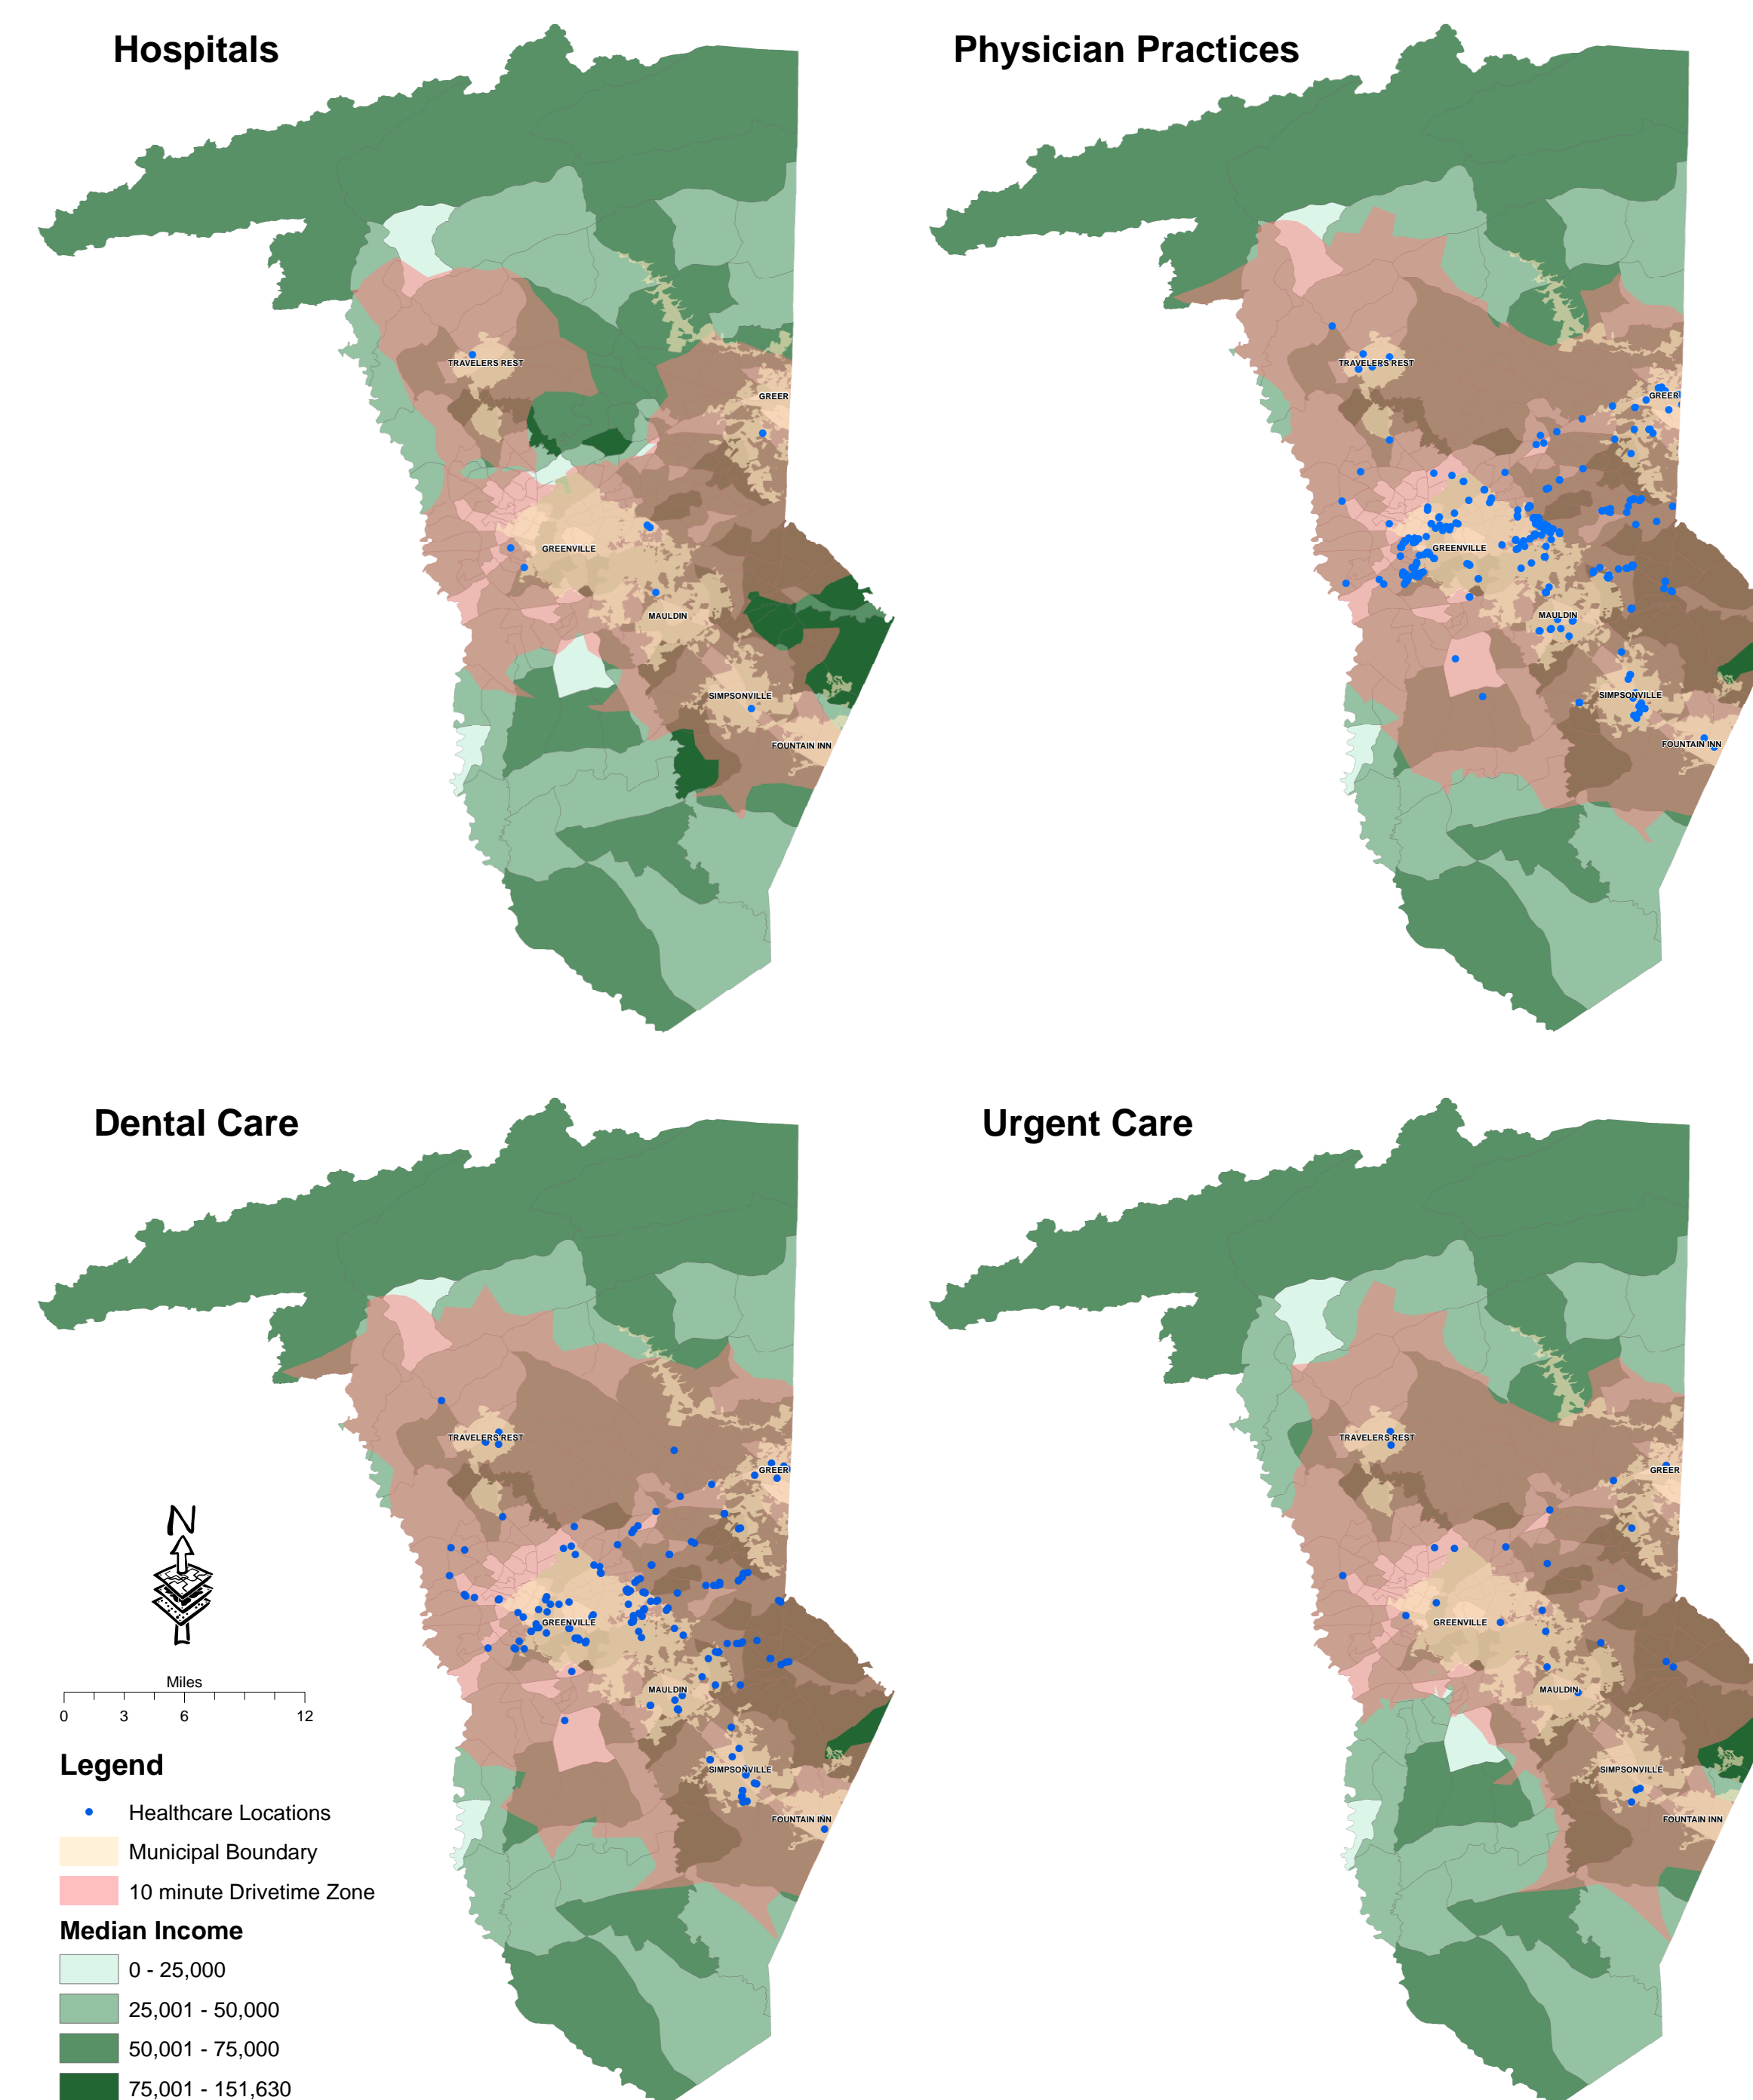 Hospitals
Physician Practices
TRAVELERS REST
GREER
GREENVILLE
MAULDIN
SIMPSONVILLE
FOUNTAIN INN
TRAVELERS REST
GREER
GREENVILLE
MAULDIN
SIMPSONVILLE
FOUNTAIN INN
Dental Care
Urgent Care
TRAVELERS REST
GREER
GREENVILLE
MAULDIN
SIMPSONVILLE
FOUNTAIN INN
TRAVELERS REST
GREER
GREENVILLE
MAULDIN
SIMPSONVILLE
FOUNTAIN INN
N
Miles
0 3 6 12
Legend
Healthcare Locations
Municipal Boundary
10 minute Drivetime Zone
Median Income
0 - 25,000
25,001 - 50,000
50,001 - 75,000
75,001 - 151,630